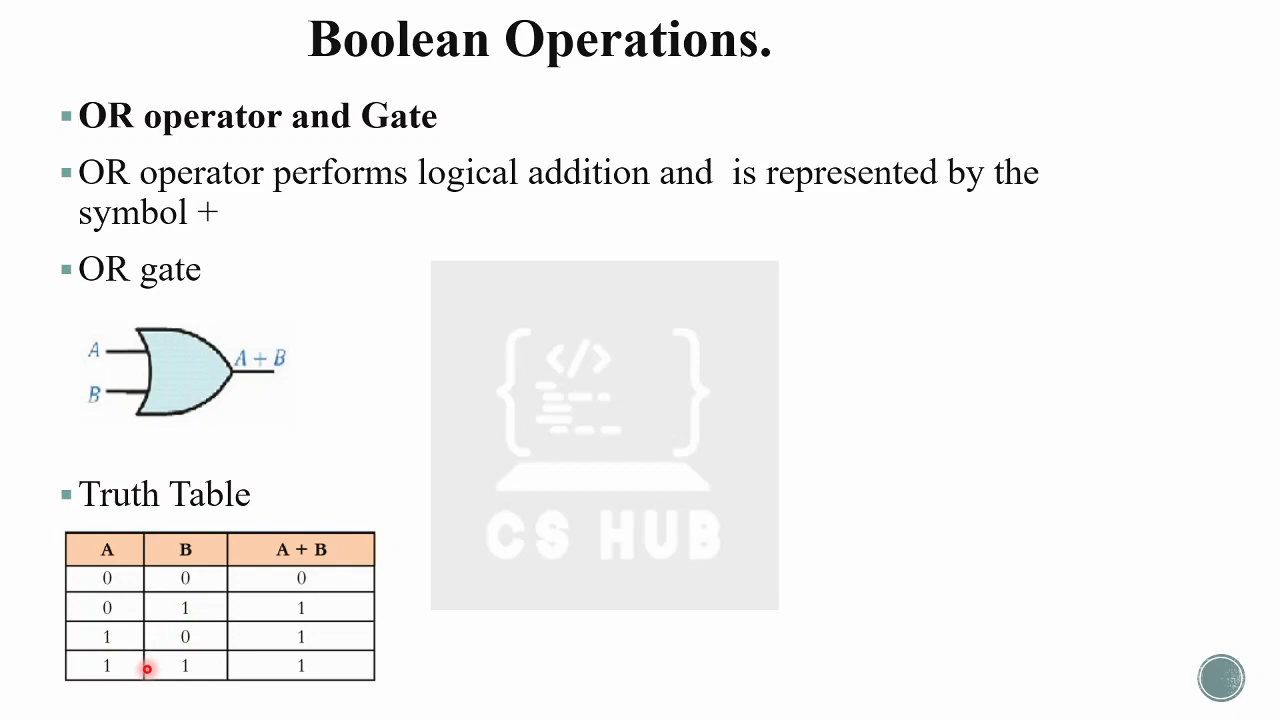 Boolean Operations.
OR operator and Gate
OR operator performs logical addition and  is represented by the
symbol +
OR gate
A
A + B
B
</>
CS HUB
Truth Table
A B A + B
0 0 0
0 1 1
1 0 1
1 1 1